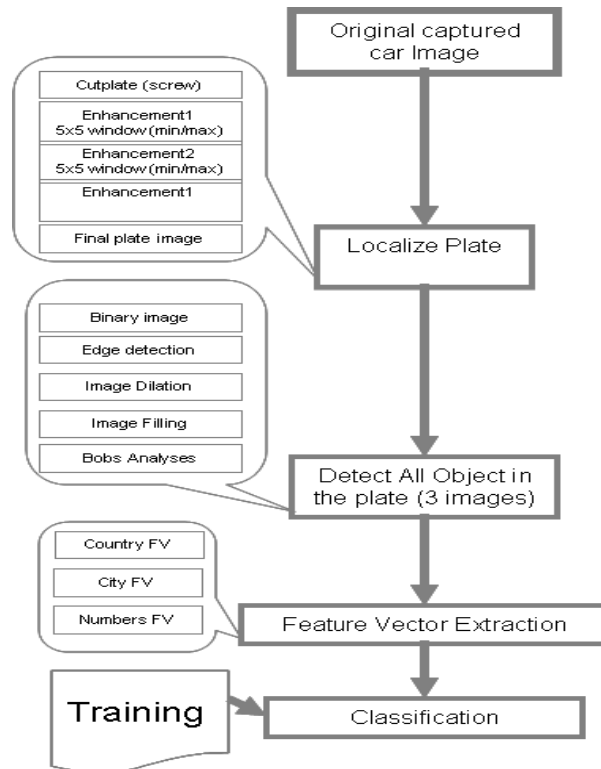 Original captured
car Image
Cutplate (screw)
Enhancement1
5x5 window (min/max)
Enhancement2
5x5 window (min/max)
Enhancement1
Final plate image
Localize Plate
Binary image
Edge detection
Image Dilation
Image Filling
Bobs Analyses
Detect All Object in
the plate (3 images)
Country FV
City FV
Numbers FV
Feature Vector Extraction
Training
Classification